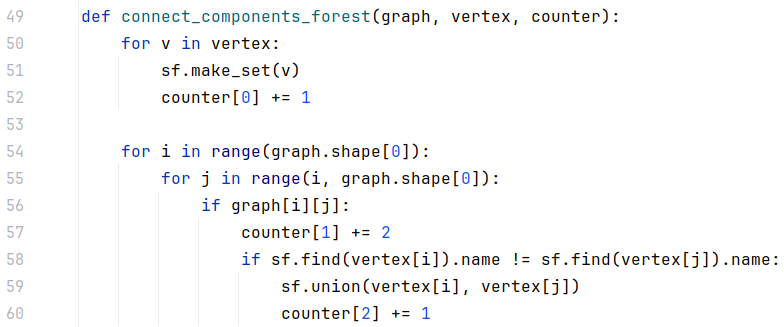 49 def connect_components_forest(graph, vertex, counter):
50 for v in vertex:
51 sf.make_set(v)
52 counter[0] += 1
53
54 for i in range(graph.shape[0]):
55 for j in range(i, graph.shape[0]):
56 if graph[i][j]:
57 counter[1] += 2
58 if sf.find(vertex[i]).name != sf.find(vertex[j]).name:
59 sf.union(vertex[i], vertex[j])
60 counter[2] += 1